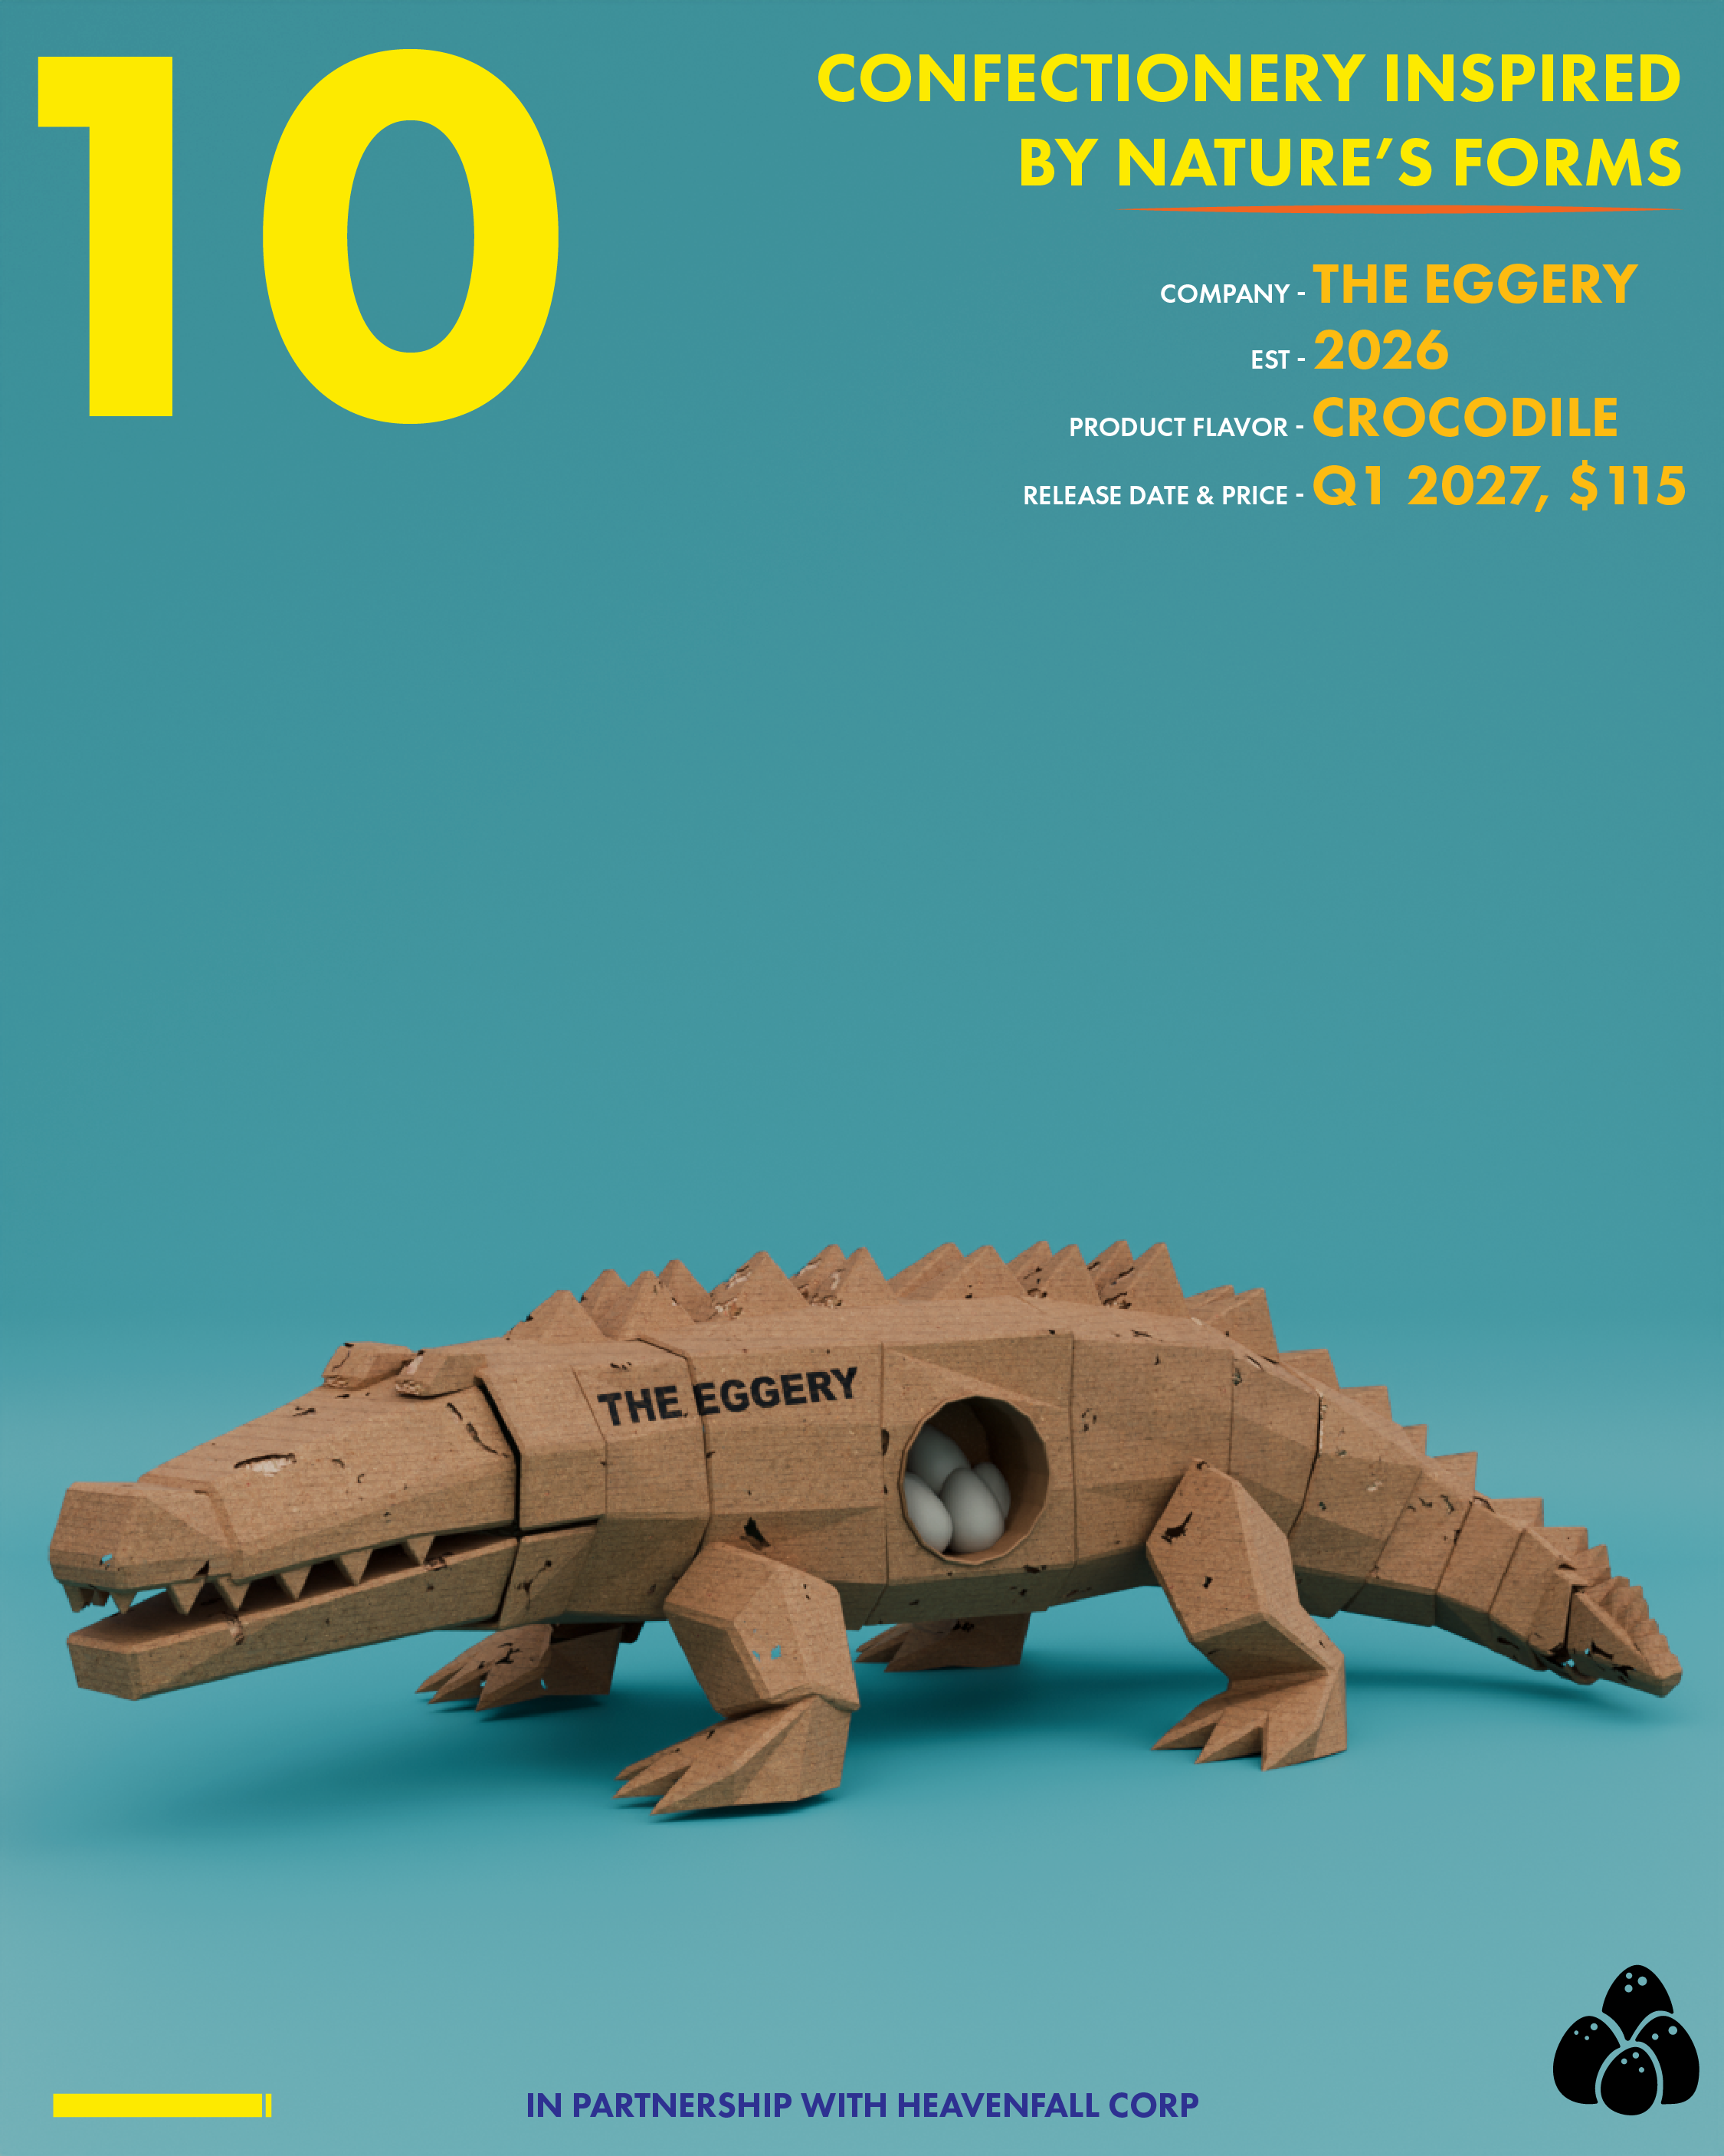 10
CONFECTIONERY INSPIRED
BY NATURE’S FORMS
COMPANY - THE EGGERY
EST - 2026
PRODUCT FLAVOR - CROCODILE
RELEASE DATE & PRICE - Q1 2027, $115
THE EGGERY
IN PARTNERSHIP WITH HEAVENFALL CORP